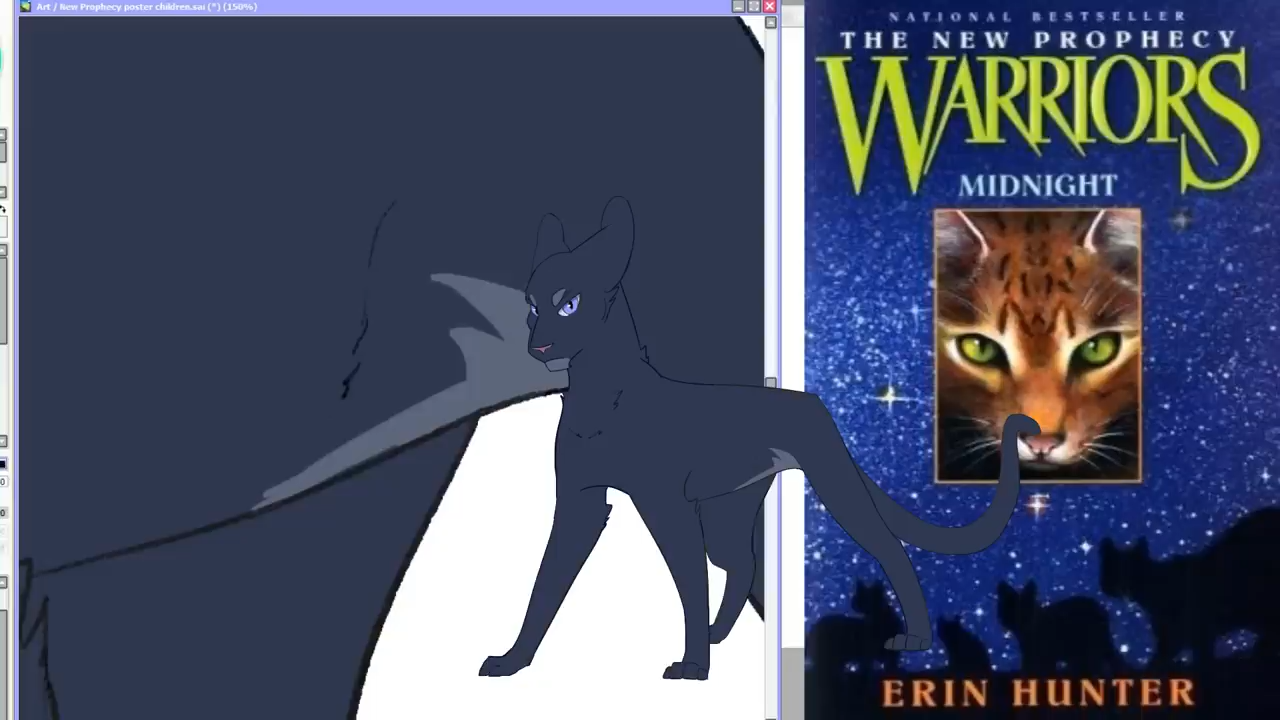 Art / New Prophecy poster children.sai (*) (150%)
NATIONAL BESTSELLER
THE NEW PROPHECY
WARRIORS
MIDNIGHT
ERIN HUNTER